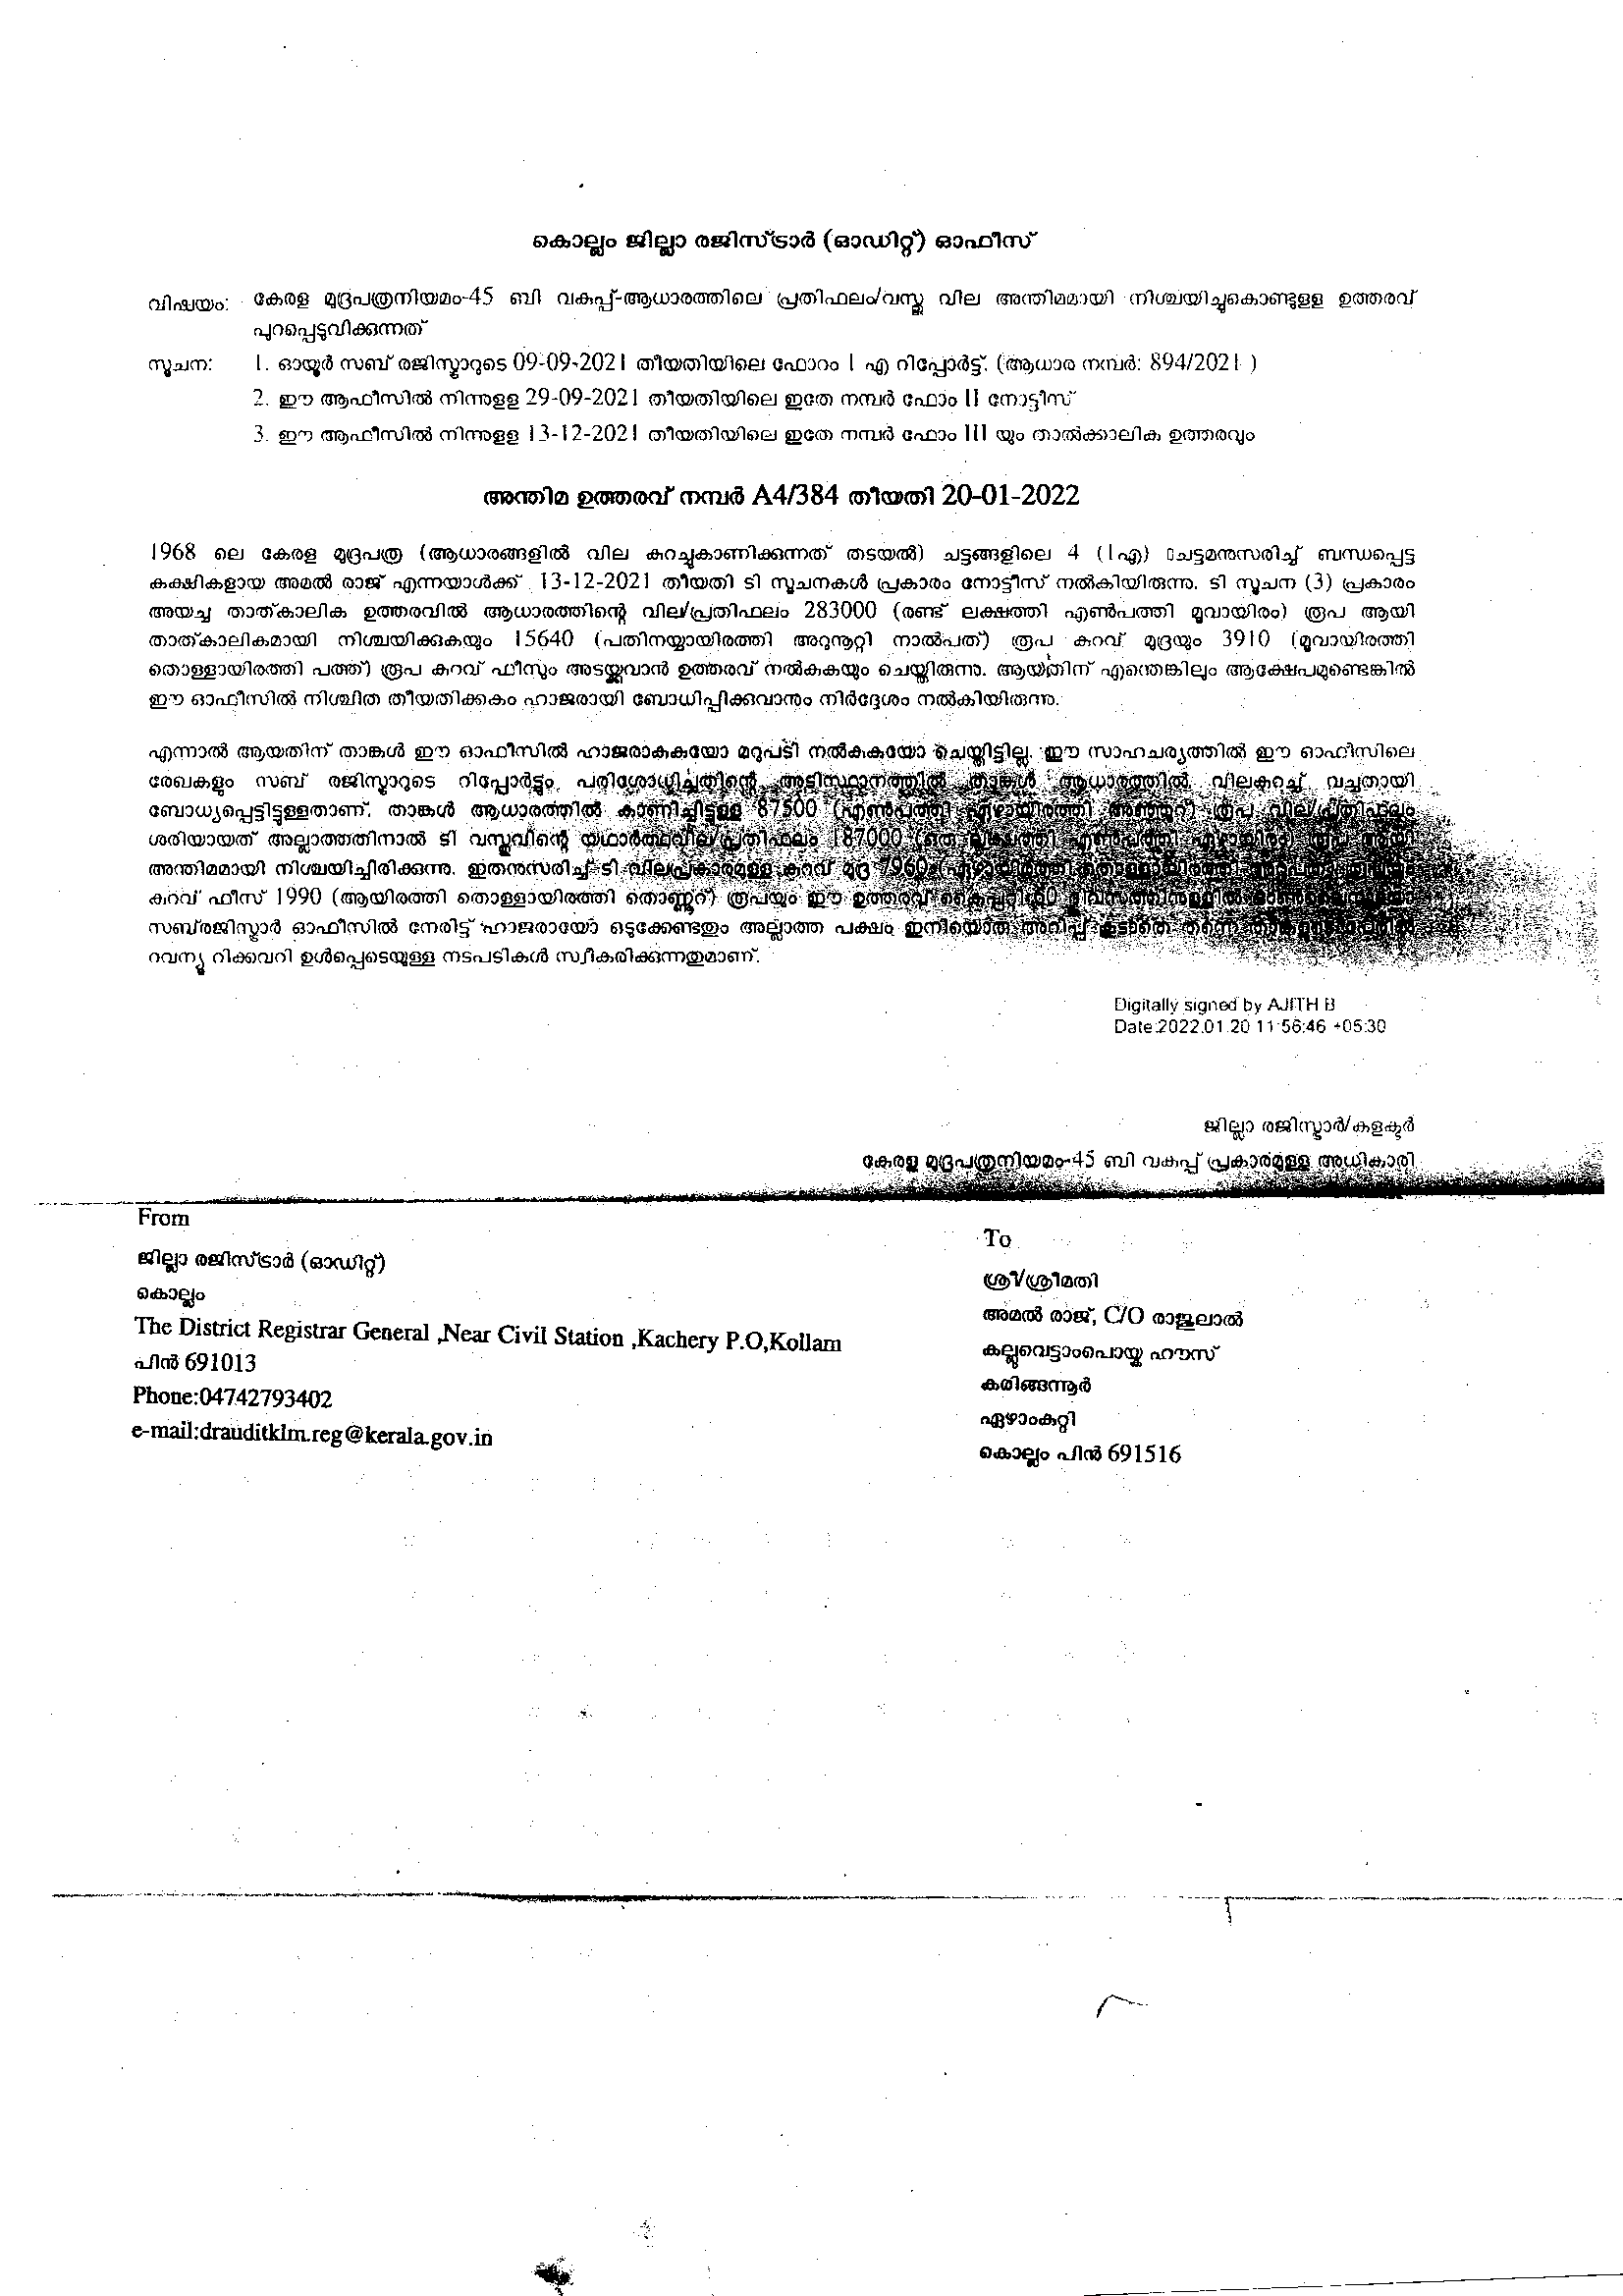 കൊല്ലം ജില്ലാ രജിസ്ട്രാർ (ഓഡിറ്റ്) ഓഫീസ്
വിഷയം: കേരള മുദ്രപത്രനിയമം-45 ബി വകുപ്പ്-ആധാരത്തിലെ പ്രതിഫലം/വസ്തു വില അന്തിമമായി നിശ്ചയിച്ചുകൊണ്ടുളള ഉത്തരവ്
പുറപ്പെടുവിക്കുന്നത്
സൂചന: 1. ഓയൂർ സബ് രജിസ്ട്രാറുടെ 09-09-2021 തീയതിയിലെ ഫോറം I എ റിപ്പോർട്ട്. (ആധാര നമ്പർ: 894/2021 )
2. ഈ ആഫീസിൽ നിന്നുളള 29-09-2021 തീയതിയിലെ ഇതേ നമ്പർ ഫോം II നോട്ടീസ്
3. ഈ ആഫീസിൽ നിന്നുളള 13-12-2021 തീയതിയിലെ ഇതേ നമ്പർ ഫോം III യും താൽക്കാലിക ഉത്തരവും
അന്തിമ ഉത്തരവ് നമ്പർ A4/384 തീയതി 20-01-2022
1968 ലെ കേരള മുദ്രപത്ര (ആധാരങ്ങളിൽ വില കുറച്ചുകാണിക്കുന്നത് തടയൽ) ചട്ടങ്ങളിലെ 4 (1എ) ചട്ടമനുസരിച്ച് ബന്ധപ്പെട്ട
കക്ഷികളായ അമൽ രാജ് എന്നയാൾക്ക് 13-12-2021 തീയതി ടി സൂചനകൾ പ്രകാരം നോട്ടീസ് നൽകിയിരുന്നു. ടി സൂചന (3) പ്രകാരം
അയച്ച താത്കാലിക ഉത്തരവിൽ ആധാരത്തിന്റെ വില/പ്രതിഫലം 283000 (രണ്ട് ലക്ഷത്തി എൺപത്തി മൂവായിരം) രൂപ ആയി
താത്കാലികമായി നിശ്ചയിക്കുകയും 15640 (പതിനയ്യായിരത്തി അറുനൂറ്റി നാൽപത്) രൂപ കുറവ് മുദ്രയും 3910 (മൂവായിരത്തി
തൊള്ളായിരത്തി പത്ത്) രൂപ കുറവ് ഫീസും അടയ്ക്കുവാൻ ഉത്തരവ് നൽകുകയും ചെയ്തിരുന്നു. ആയതിന് എന്തെങ്കിലും ആക്ഷേപമുണ്ടെങ്കിൽ
ഈ ഓഫീസിൽ നിശ്ചിത തീയതിക്കകം ഹാജരായി ബോധിപ്പിക്കുവാനും നിർദ്ദേശം നൽകിയിരുന്നു.
എന്നാൽ ആയതിന് താങ്കൾ ഈ ഓഫീസിൽ ഹാജരാകുകയോ മറുപടി നൽകുകയോ ചെയ്തിട്ടില്ല. ഈ സാഹചര്യത്തിൽ ഈ ഓഫീസിലെ
രേഖകളും സബ് രജിസ്ട്രാറുടെ റിപ്പോർട്ടും പരിശോധിച്ചതിന്റെ അടിസ്ഥാനത്തിൽ താങ്കൾ ആധാരത്തിൽ വിലകുറച്ച് വച്ചതായി
ബോധ്യപ്പെട്ടിട്ടുള്ളതാണ്. താങ്കൾ ആധാരത്തിൽ കാണിച്ചിട്ടുള്ള 87500 (എൺപത്തി ഏഴായിരത്തി അഞ്ഞൂറ്) രൂപ വില/പ്രതിഫലം
ശരിയായത് അല്ലാത്തതിനാൽ ടി വസ്തുവിന്റെ യഥാർത്ഥവില/പ്രതിഫലം 187000 (ഒരു ലക്ഷത്തി എൺപത്തി ഏഴായിരം) രൂപ ആയി
അന്തിമമായി നിശ്ചയിച്ചിരിക്കുന്നു. ഇതനുസരിച്ച് ടി വിലപ്രകാരമുള്ള കുറവ് മുദ്ര 7960
കുറവ് ഫീസ് 1990 (ആയിരത്തി തൊള്ളായിരത്തി തൊണ്ണൂറ്) രൂപയും ഈ ഉത്തരവ് കൈപ്പറ്റി
സബ്‌രജിസ്ട്രാർ ഓഫീസിൽ നേരിട്ട് ഹാജരായോ ഒടുക്കേണ്ടതും അല്ലാത്ത പക്ഷം ഇനിയൊരു അറിയിപ്പ് കൂടാതെ തന്നെ
റവന്യൂ റിക്കവറി ഉൾപ്പെടെയുള്ള നടപടികൾ സ്വീകരിക്കുന്നതുമാണ്.
Digitally signed by AJITH B
Date:2022.01.20 11:56:46 +05:30
ജില്ലാ രജിസ്ട്രാർ/കളക്ടർ
കേരള മുദ്രപത്രനിയമം-45 ബി വകുപ്പ് പ്രകാരമുള്ള അധികാരി
From
ജില്ലാ രജിസ്ട്രാർ (ഓഡിറ്റ്)
കൊല്ലം
The District Registrar General ,Near Civil Station ,Kachery P.O,Kollam
പിൻ 691013
Phone:04742793402
e-mail:drauditklm.reg@kerala.gov.in
To
ശ്രീ/ശ്രീമതി
അമൽ രാജ്, C/O രാജുലാൽ
കല്ലുവെട്ടാംപൊയ്ക ഹൗസ്
കരിങ്ങന്നൂർ
ഏഴാംകുറ്റി
കൊല്ലം പിൻ 691516